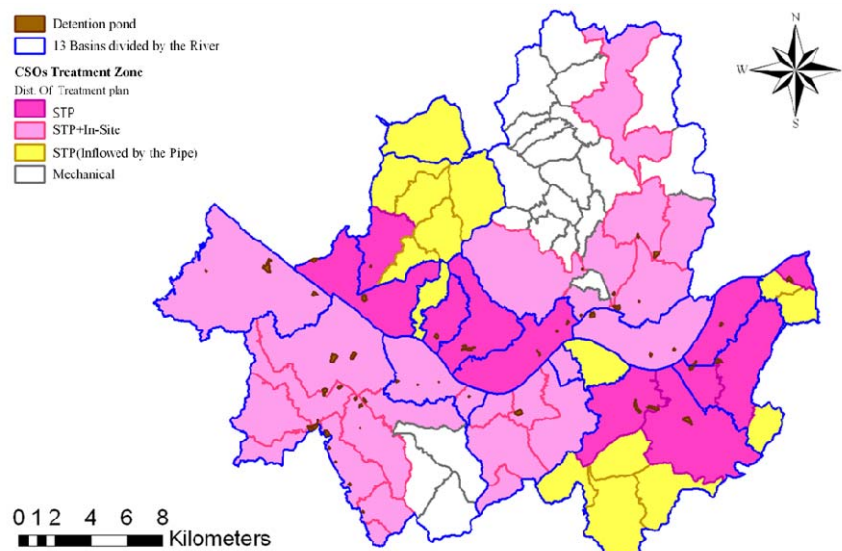 Detention pond
13 Basins divided by the River
CSOs Treatment Zone
Dist. Of Treatment plan
STP
STP+In-Site
STP(Inflowed by the Pipe)
Mechanical
N
W
E
S
0 1 2 4 6 8
Kilometers